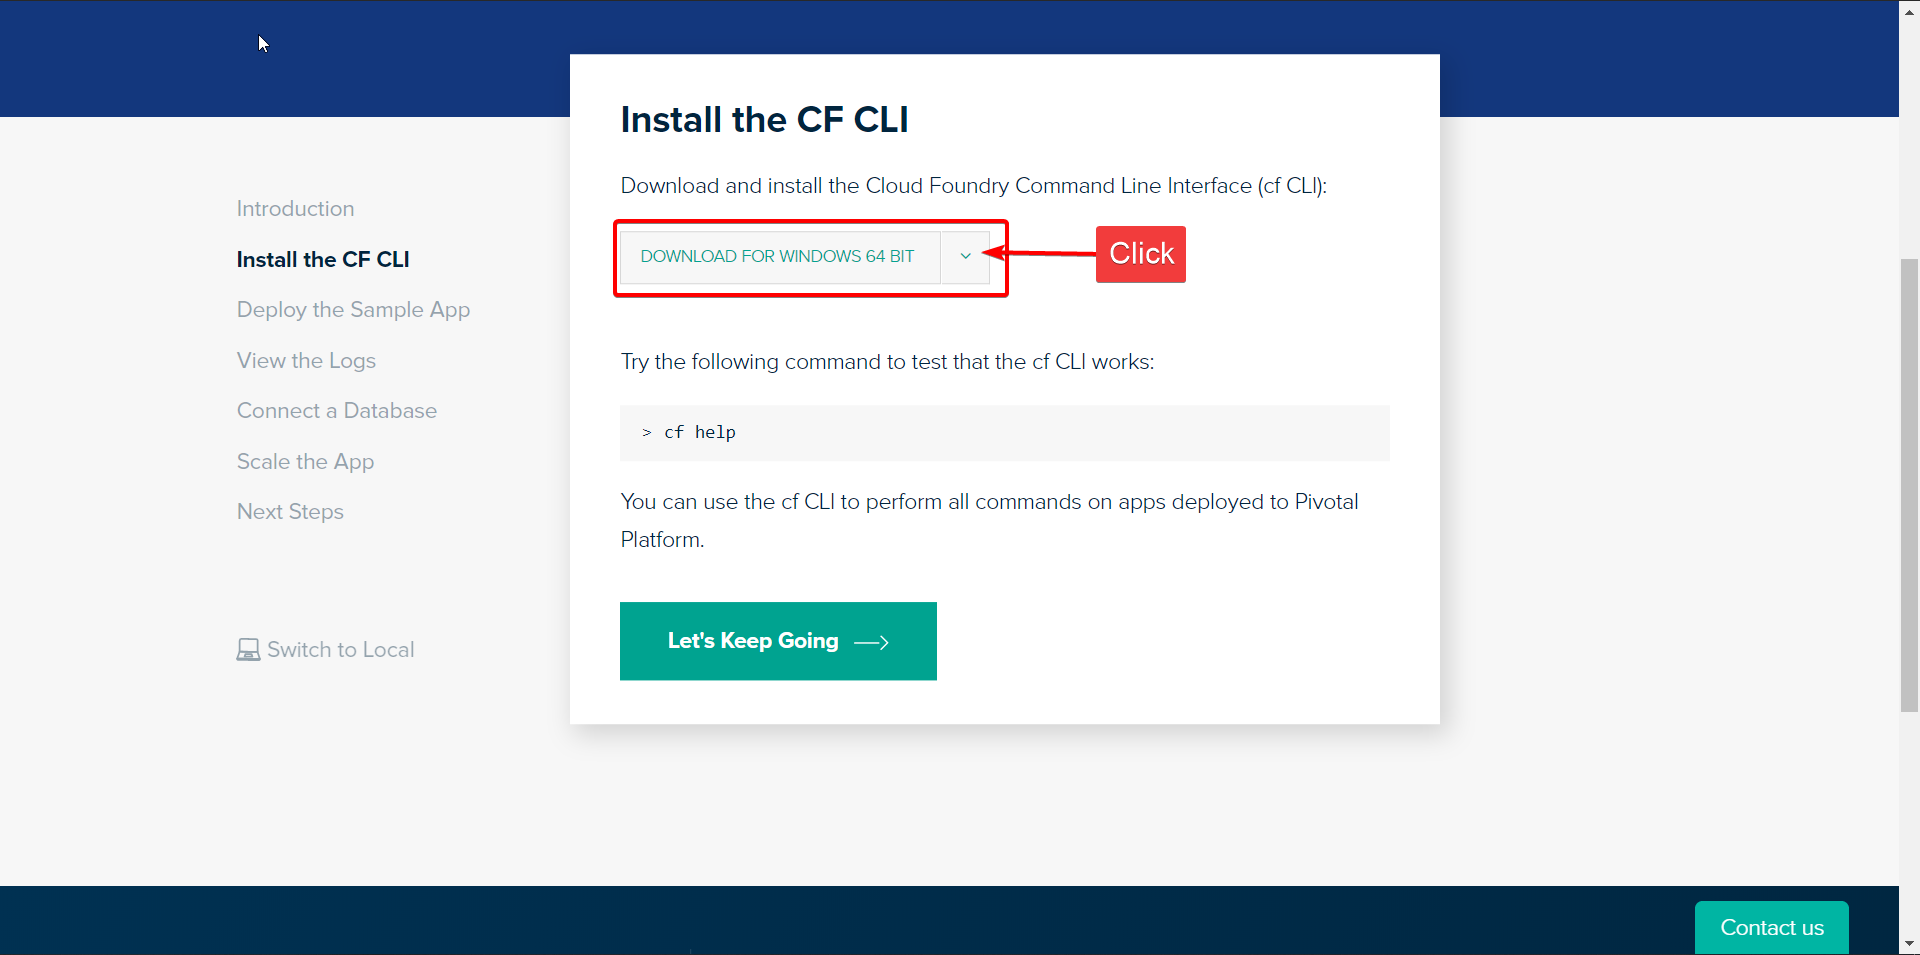 Install the CF CLI
Download and install the Cloud Foundry Command Line Interface (cf CLI):
DOWNLOAD FOR WINDOWS 64 BIT
Click
Try the following command to test that the cf CLI works:
> cf help
You can use the cf CLI to perform all commands on apps deployed to Pivotal
Platform.
Let's Keep Going
Introduction
Install the CF CLI
Deploy the Sample App
View the Logs
Connect a Database
Scale the App
Next Steps
Switch to Local
Contact us